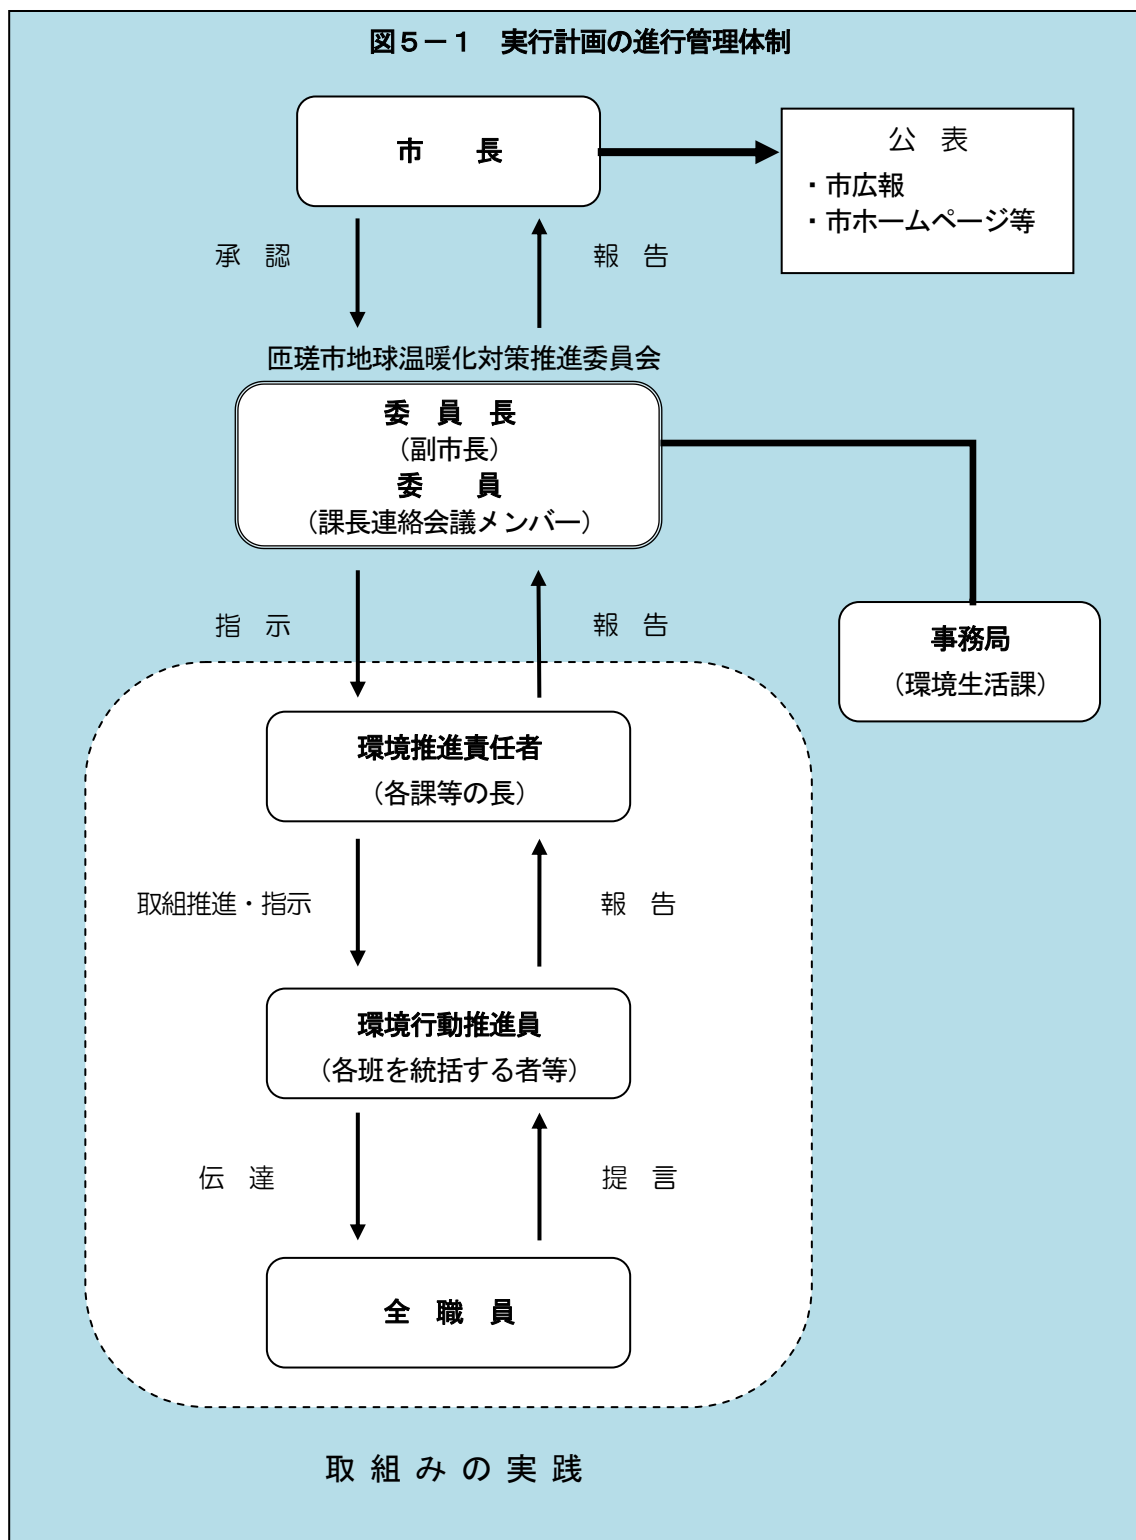 図5-1　実行計画の進行管理体制
市　長
公　表
・市広報
・市ホームページ等
承　認
報　告
匝瑳市地球温暖化対策推進委員会
委　員　長
（副市長）
委　　員
（課長連絡会議メンバー）
指　示
報　告
事務局
（環境生活課）
環境推進責任者
（各課等の長）
取組推進・指示
報　告
環境行動推進員
（各班を統括する者等）
伝　達
提　言
全　職　員
取組みの実践